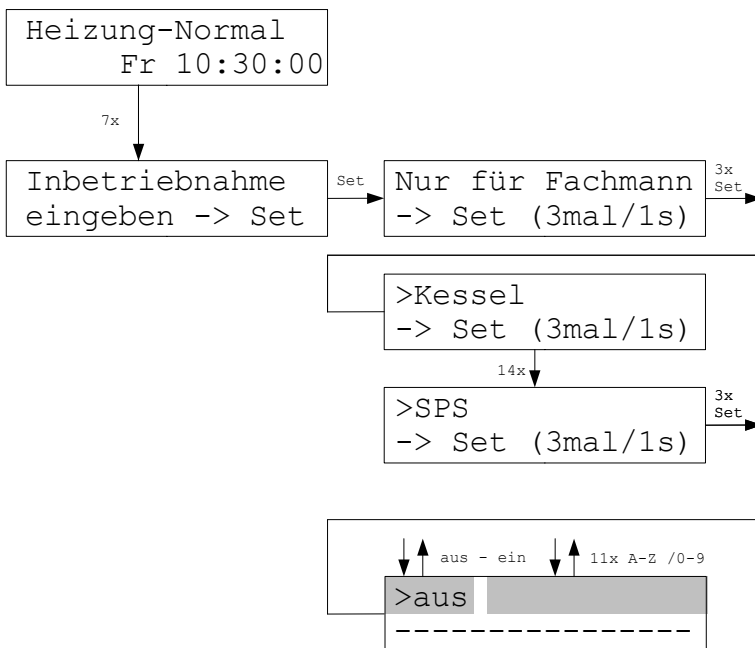 Heizung-Normal
Fr 10:30:00
7x
Inbetriebnahme
eingeben -> Set
Set
Nur für Fachmann
-> Set (3mal/1s)
3x
Set
>Kessel
-> Set (3mal/1s)
14x
>SPS
-> Set (3mal/1s)
3x
Set
aus - ein
11x A-Z /0-9
>aus
----------------